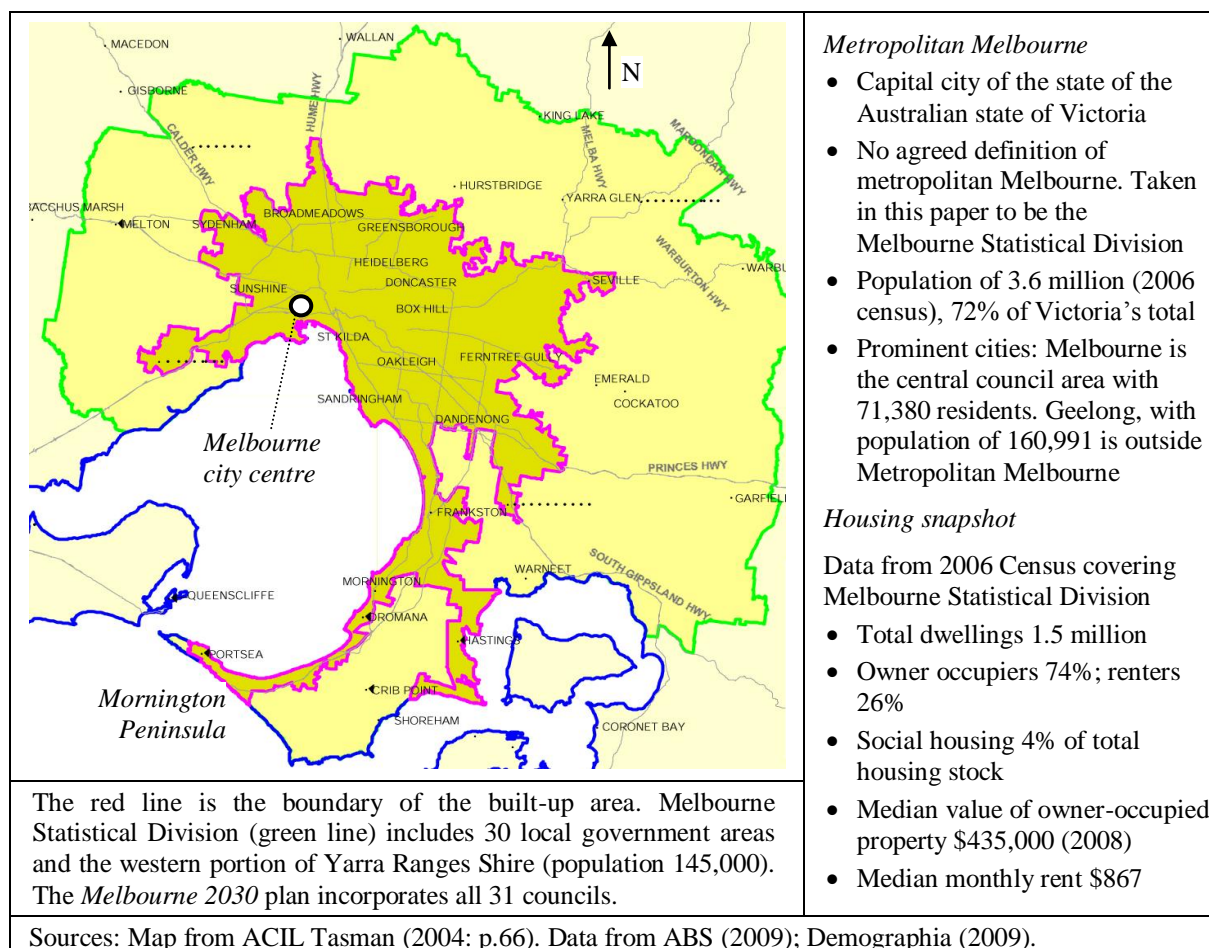 MACEDON
WALLAN
N
GISBORNE
HUME HWY
KING LAKE
CALDER HWY
MELBA HWY
MAROONDAH HWY
HURSTBRIDGE
YARRA GLEN
BACCHUS MARSH
MELTON
SYDENHAM
BROADMEADOWS
GREENSBOROUGH
WARBURTON HWY
HEIDELBERG
SUNSHINE
DONCASTER
SEVILLE
BOX HILL
ST KILDA
OAKLEIGH
FERNTREE GULLY
EMERALD
COCKATOO
SANDRINGHAM
DANDENONG
Melbourne
city centre
PRINCES HWY
GARFIELD
FRANKSTON
SOUTH GIPPSLAND HWY
WARNEET
MORNINGTON
QUEENSCLIFFE
DROMANA
HASTINGS
PORTSEA
CRIB POINT
Mornington
Peninsula
SHOREHAM
CORONET BAY
The red line is the boundary of the built-up area. Melbourne
Statistical Division (green line) includes 30 local government areas
and the western portion of Yarra Ranges Shire (population 145,000).
The Melbourne 2030 plan incorporates all 31 councils.
Metropolitan Melbourne
• Capital city of the state of the
Australian state of Victoria
• No agreed definition of
metropolitan Melbourne. Taken
in this paper to be the
Melbourne Statistical Division
• Population of 3.6 million (2006
census), 72% of Victoria’s total
• Prominent cities: Melbourne is
the central council area with
71,380 residents. Geelong, with
population of 160,991 is outside
Metropolitan Melbourne
Housing snapshot
Data from 2006 Census covering
Melbourne Statistical Division
• Total dwellings 1.5 million
• Owner occupiers 74%; renters
26%
• Social housing 4% of total
housing stock
• Median value of owner-occupied
property $435,000 (2008)
• Median monthly rent $867
Sources: Map from ACIL Tasman (2004: p.66). Data from ABS (2009); Demographia (2009).